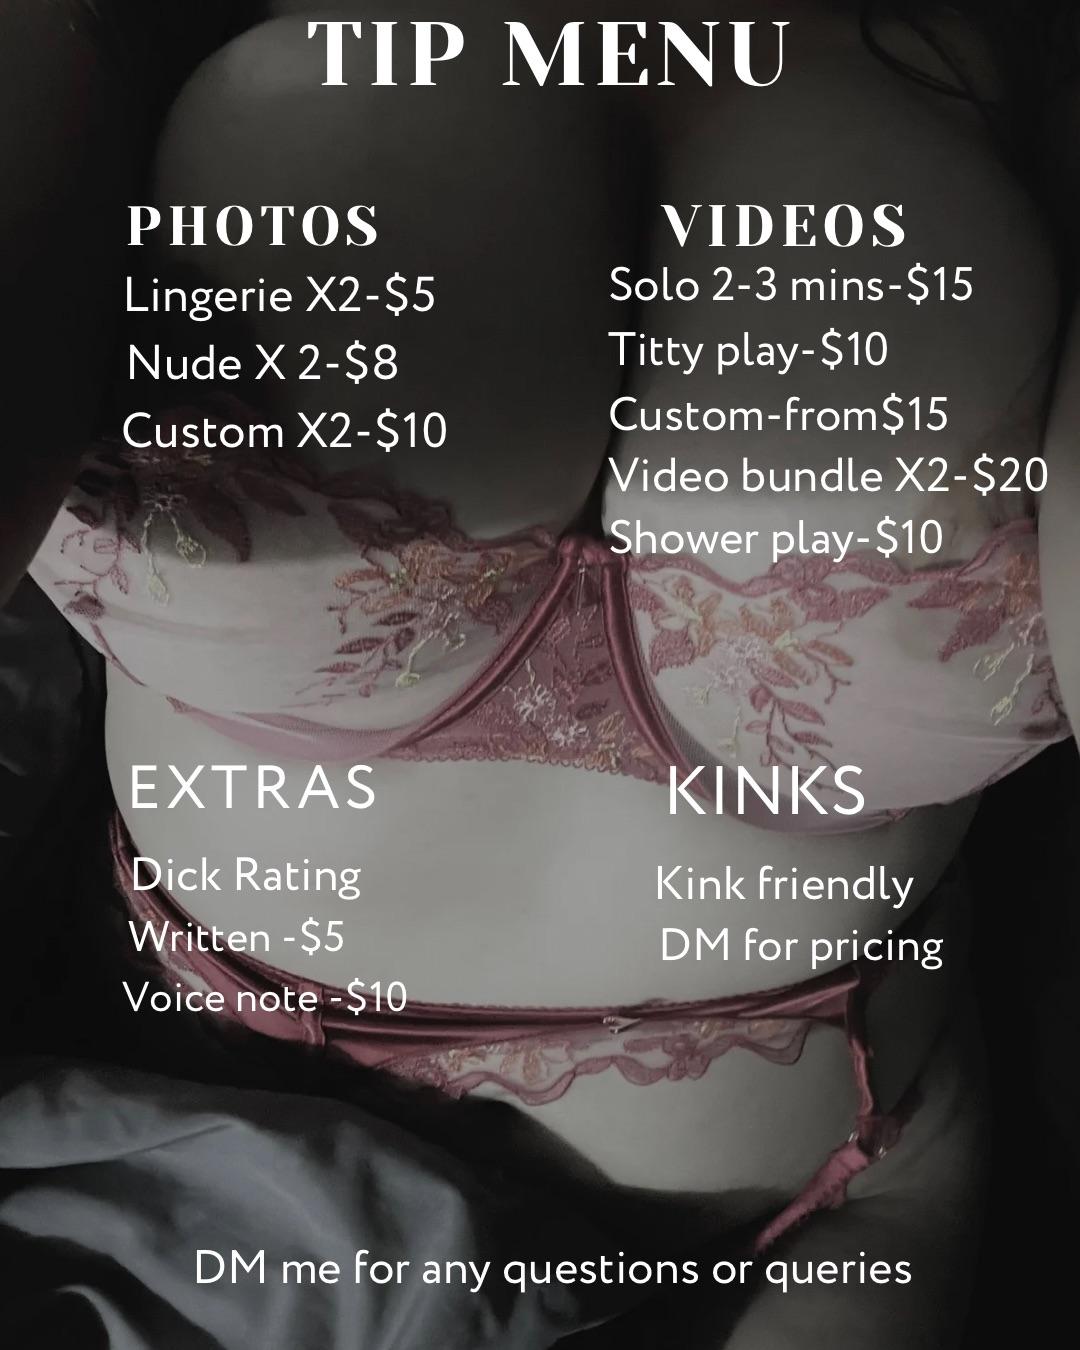 TIP MENU
PHOTOS
Lingerie X2-$5
Nude X 2-$8
Custom X2-$10
VIDEOS
Solo 2-3 mins-$15
Titty play-$10
Custom-from$15
Video bundle X2-$20
Shower play-$10
EXTRAS
Dick Rating
Written -$5
Voice note -$10
KINKS
Kink friendly
DM for pricing
DM me for any questions or queries